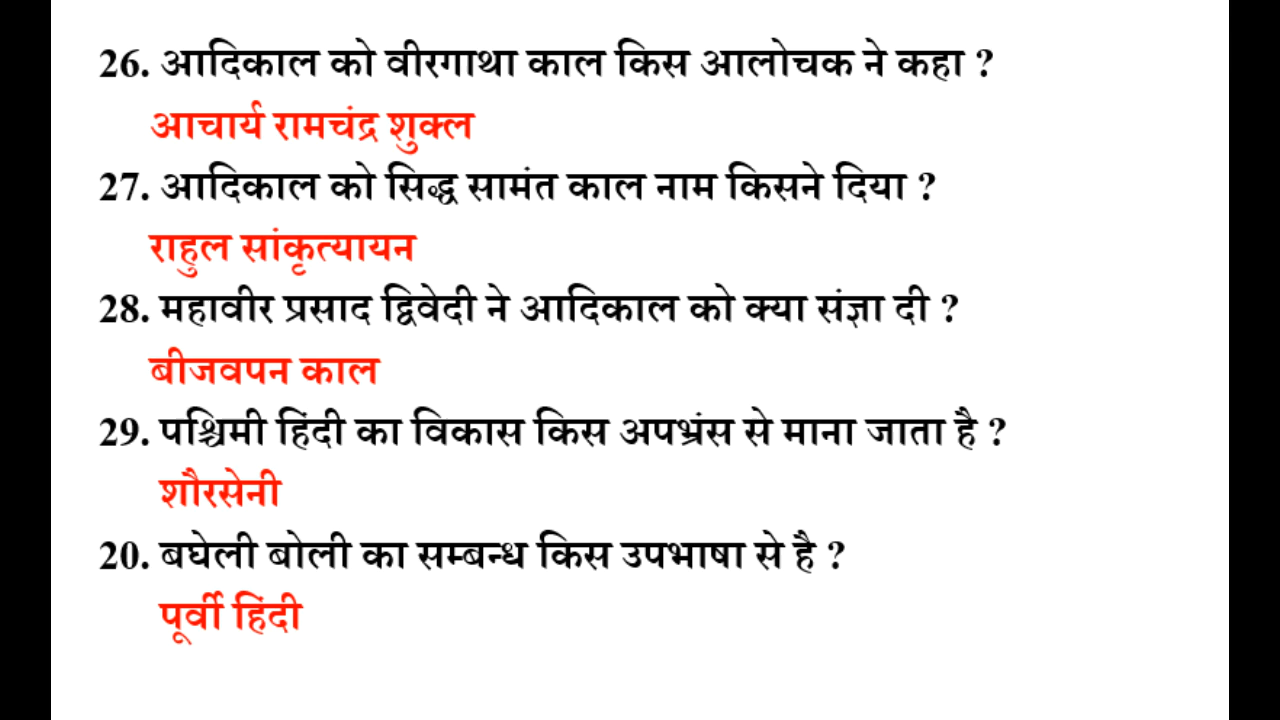 26. आदिकाल को वीरगाथा काल किस आलोचक ने कहा ?
आचार्य रामचंद्र शुक्ल
27. आदिकाल को सिद्ध सामंत काल नाम किसने दिया ?
राहुल सांकृत्यायन
28. महावीर प्रसाद द्विवेदी ने आदिकाल को क्या संज्ञा दी ?
बीजवपन काल
29. पश्चिमी हिंदी का विकास किस अपभ्रंस से माना जाता है ?
शौरसेनी
20. बघेली बोली का सम्बन्ध किस उपभाषा से है ?
पूर्वी हिंदी